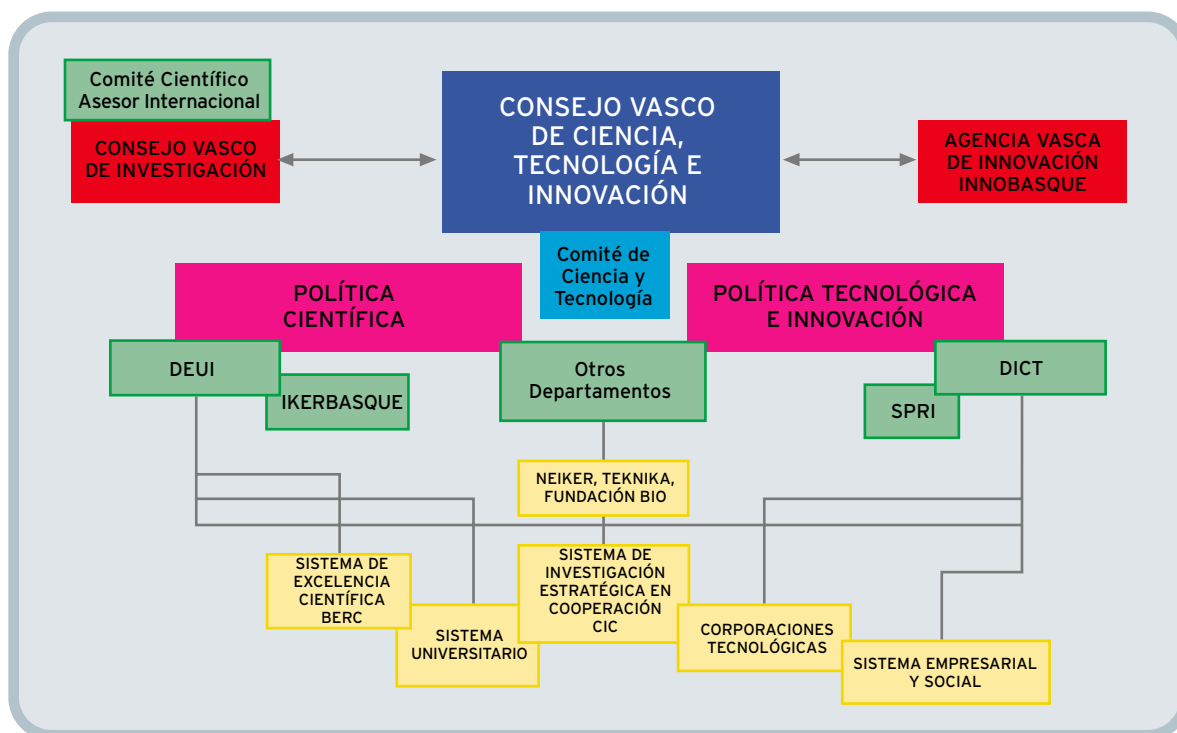 Comité Científico
Asesor Internacional
CONSEJO VASCO
DE INVESTIGACIÓN
CONSEJO VASCO
DE CIENCIA,
TECNOLOGÍA E
INNOVACIÓN
AGENCIA VASCA
DE INNOVACIÓN
INNOBASQUE
Comité de
Ciencia y
Tecnología
POLÍTICA
CIENTÍFICA
POLÍTICA TECNOLÓGICA
E INNOVACIÓN
DEUI
IKERBASQUE
Otros
Departamentos
DICT
SPRI
NEIKER, TEKNIKA,
FUNDACIÓN BIO
SISTEMA DE
EXCELENCIA
CIENTÍFICA
BERC
SISTEMA
UNIVERSITARIO
SISTEMA DE
INVESTIGACIÓN
ESTRATÉGICA EN
COOPERACIÓN
CIC
CORPORACIONES
TECNOLÓGICAS
SISTEMA EMPRESARIAL
Y SOCIAL